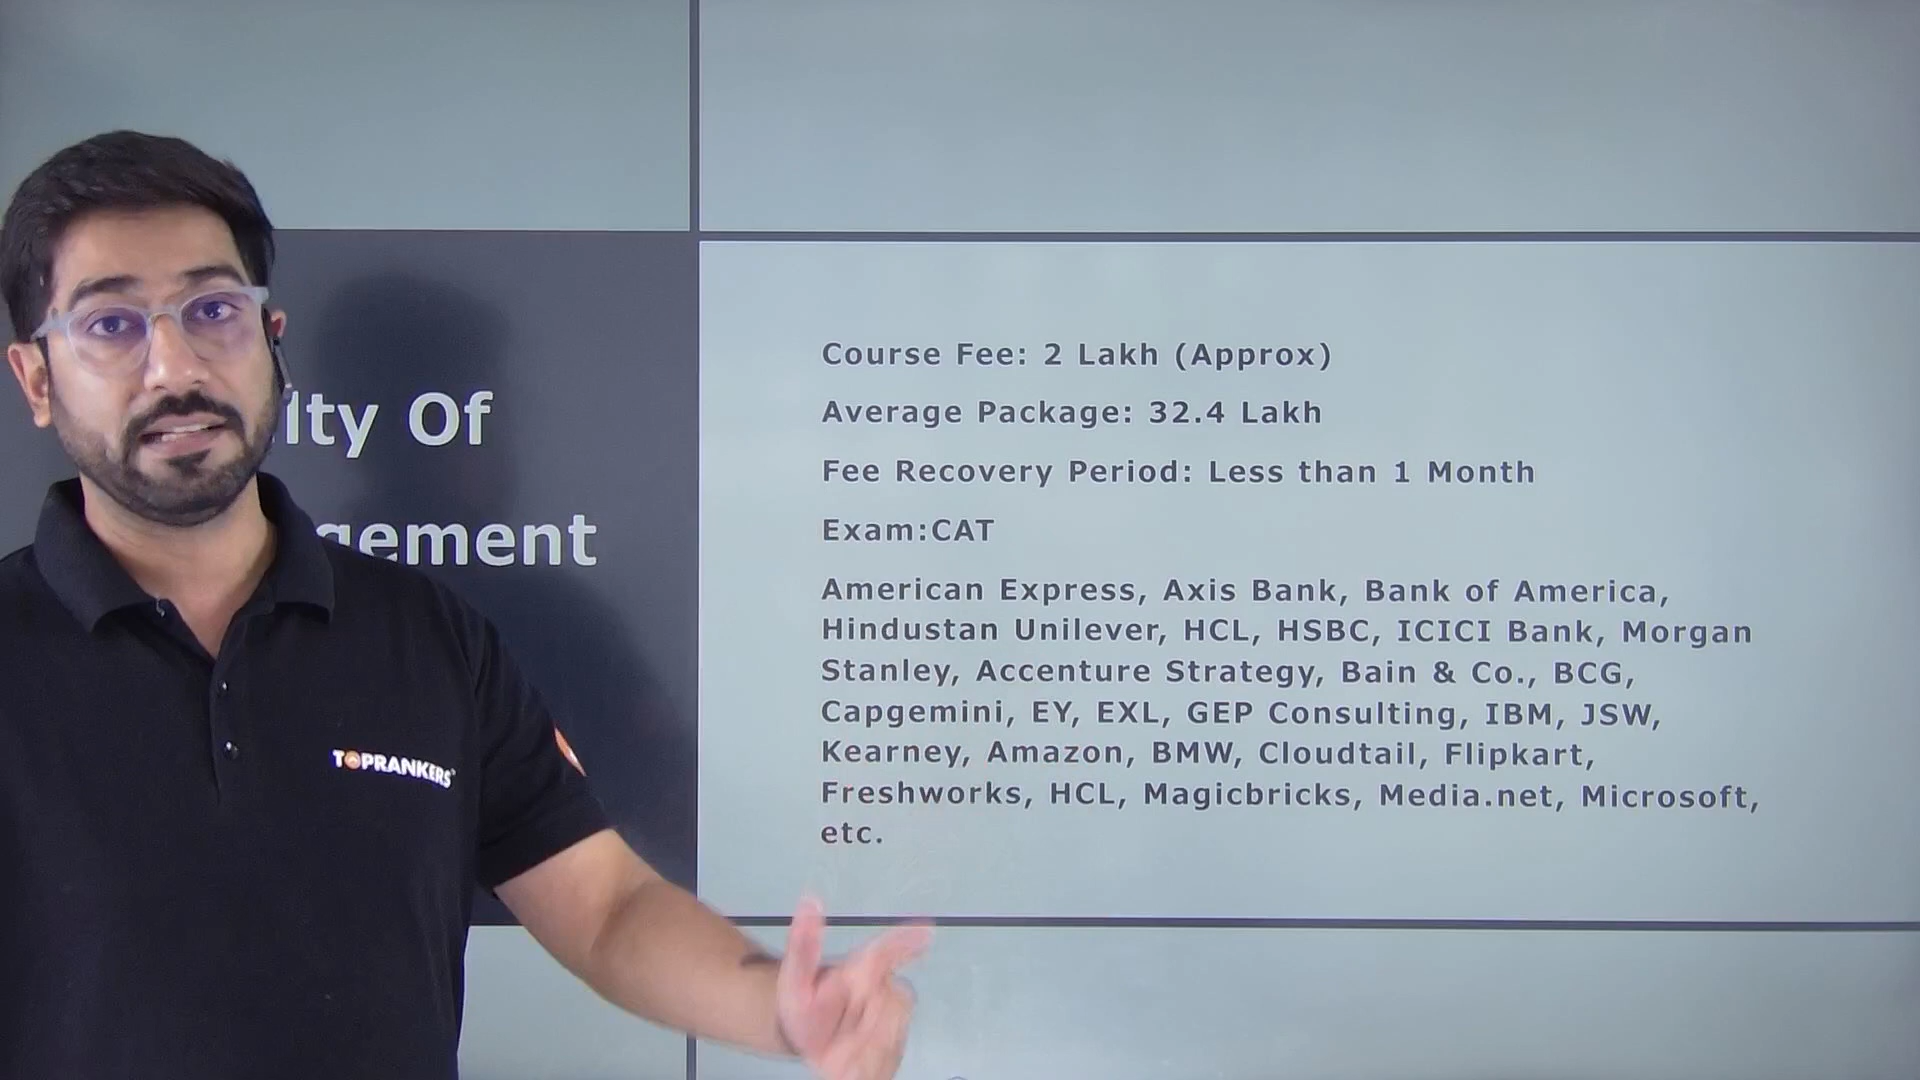 lty Of
gement
Course Fee: 2 Lakh (Approx)
Average Package: 32.4 Lakh
Fee Recovery Period: Less than 1 Month
Exam:CAT
American Express, Axis Bank, Bank of America,
Hindustan Unilever, HCL, HSBC, ICICI Bank, Morgan
Stanley, Accenture Strategy, Bain & Co., BCG,
Capgemini, EY, EXL, GEP Consulting, IBM, JSW,
Kearney, Amazon, BMW, Cloudtail, Flipkart,
Freshworks, HCL, Magicbricks, Media.net, Microsoft,
etc.
TOPRANKERS